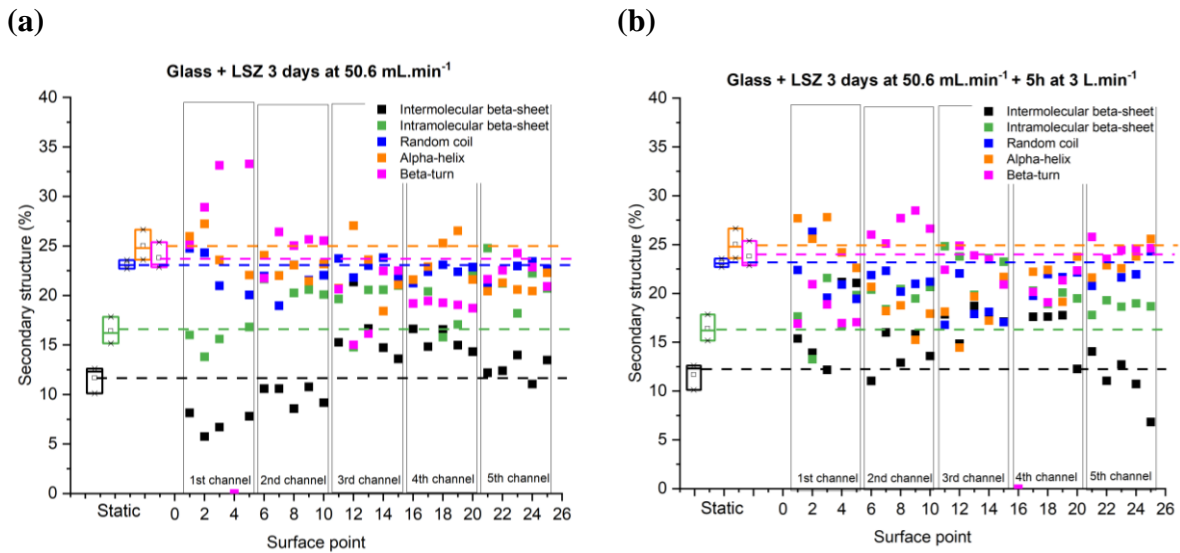 (a)
Glass + LSZ 3 days at 50.6 mL.min⁻¹
Secondary structure (%)
40
35
30
25
20
15
10
5
0
Intermolecular beta-sheet
Intramolecular beta-sheet
Random coil
Alpha-helix
Beta-turn
1st channel
2nd channel
3rd channel
4th channel
5th channel
Static
0 2 4 6 8 10 12 14 16 18 20 22 24 26
Surface point
(b)
Glass + LSZ 3 days at 50.6 mL.min⁻¹ + 5h at 3 L.min⁻¹
Secondary structure (%)
40
35
30
25
20
15
10
5
0
Intermolecular beta-sheet
Intramolecular beta-sheet
Random coil
Alpha-helix
Beta-turn
1st channel
2nd channel
3rd channel
4th channel
5th channel
Static
0 2 4 6 8 10 12 14 16 18 20 22 24 26
Surface point